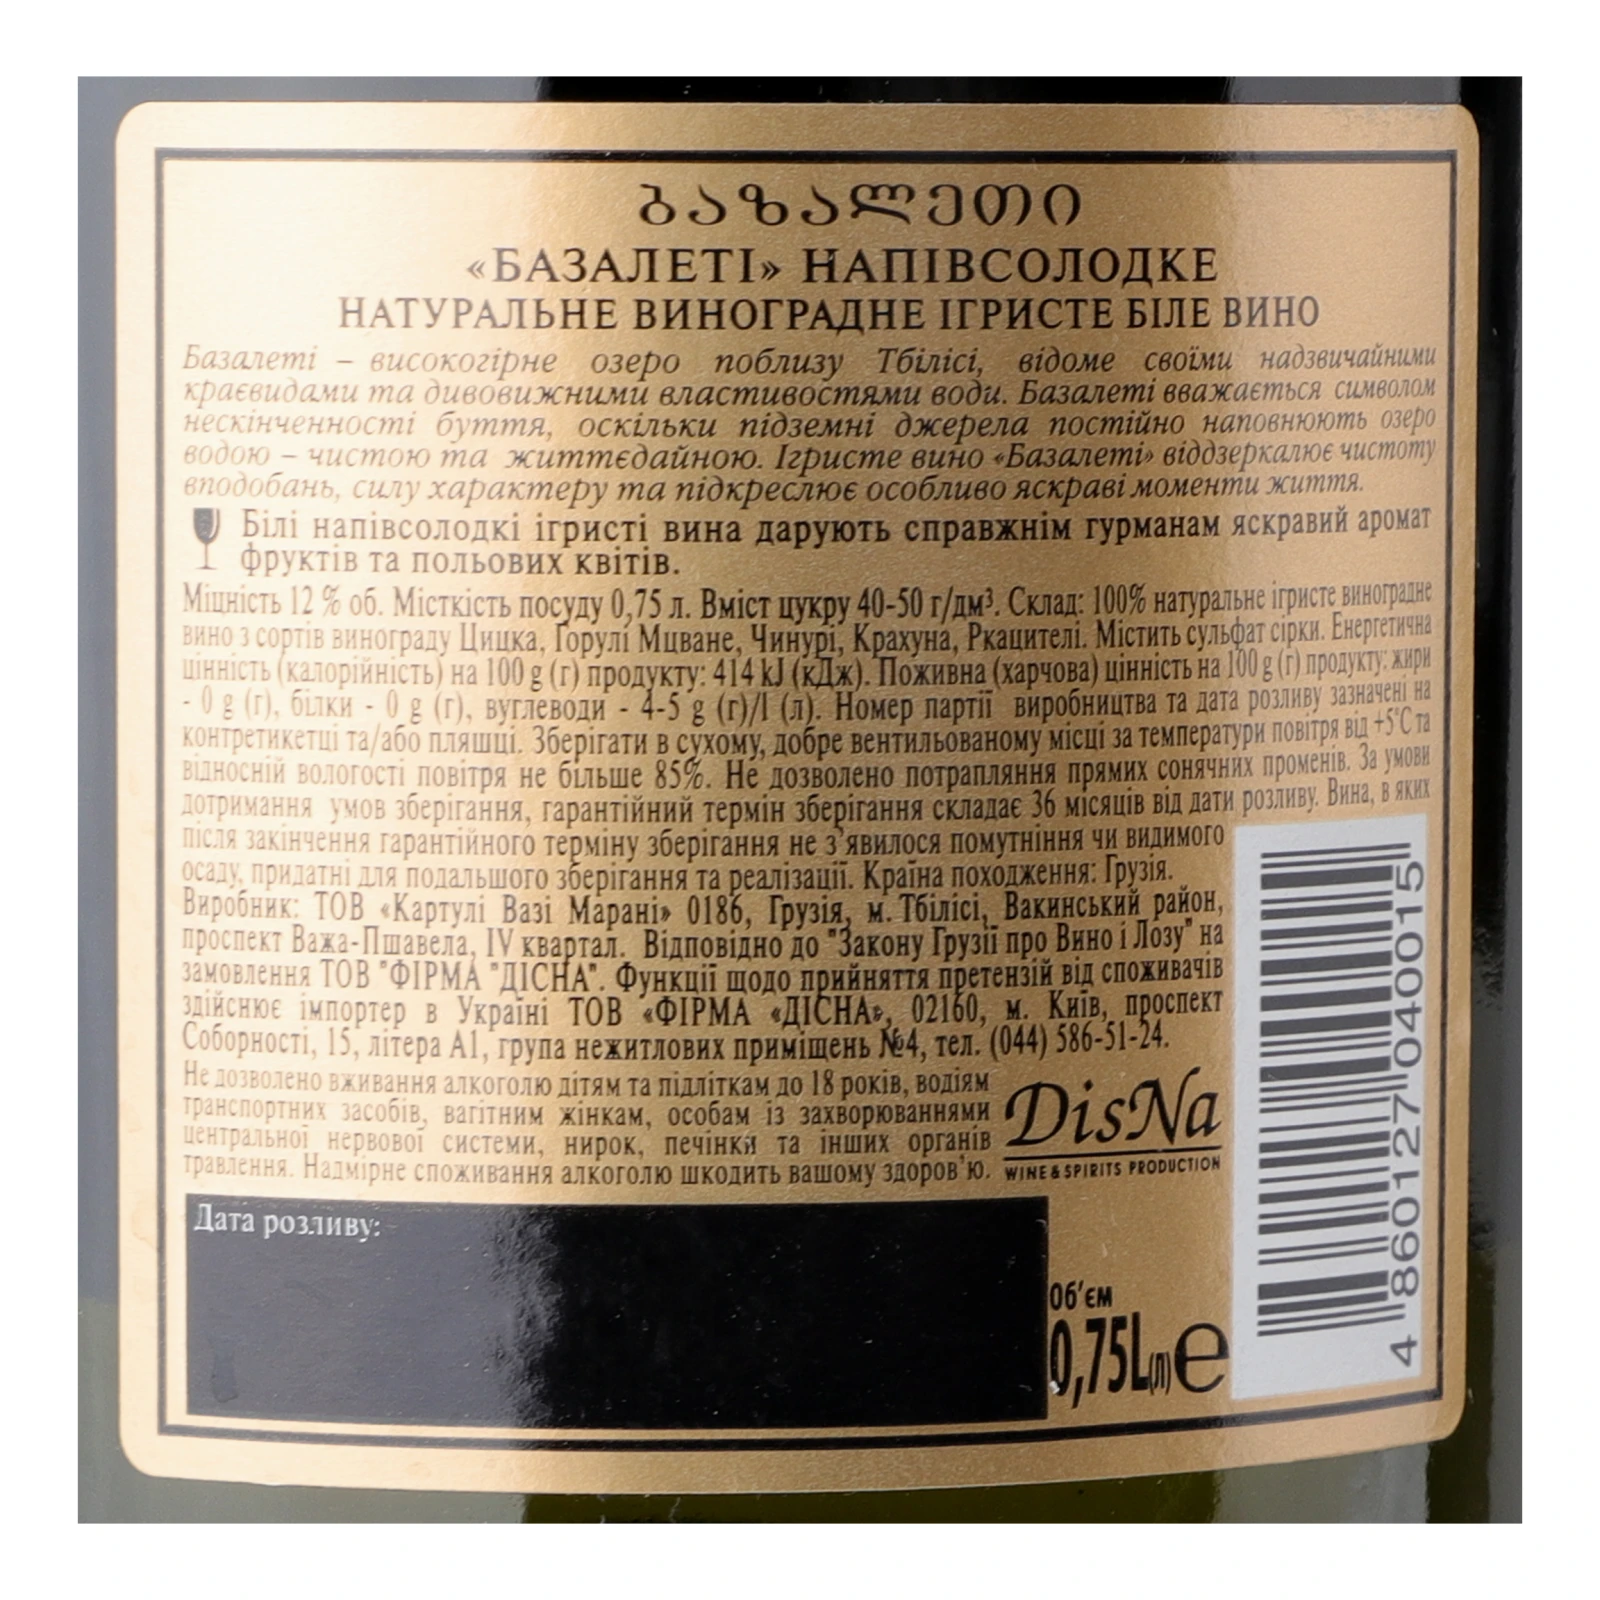 ბაზალეთი
«БАЗАЛЕТІ» НАПІВСОЛОДКЕ
НАТУРАЛЬНЕ ВИНОГРАДНЕ ІГРИСТЕ БІЛЕ ВИНО
Базалеті – високогірне озеро поблизу Тбілісі, відоме своїми надзвичайними
краєвидами та дивовижними властивостями води. Базалеті вважається символом
нескінченності буття, оскільки підземні джерела постійно наповнюють озеро
водою – чистою та життєдайною. Ігристе вино «Базалеті» віддзеркалює чистоту
вподобань, силу характеру та підкреслює особливо яскраві моменти життя.
Білі напівсолодкі ігристі вина дарують справжнім гурманам яскравий аромат
фруктів та польових квітів.
Міцність 12 % об. Місткість посуду 0,75 л. Вміст цукру 40-50 г/дм³. Склад: 100% натуральне ігристе виноградне
вино з сортів винограду Цицка, Горулі Мцване, Чинурі, Крахуна, Ркацителі. Містить сульфат сірки. Енергетична
цінність (калорійність) на 100 g (г) продукту: 414 kJ (кДж). Поживна (харчова) цінність на 100 g (г) продукту: жири
- 0 g (г), білки - 0 g (г), вуглеводи - 4-5 g (г)/l (л). Номер партії виробництва та дата розливу зазначені на
контретикетці та/або пляшці. Зберігати в сухому, добре вентильованому місці за температури повітря від +5°С та
відносній вологості повітря не більше 85%. Не дозволено потрапляння прямих сонячних променів. За умови
дотримання умов зберігання, гарантійний термін зберігання складає 36 місяців від дати розливу. Вина, в яких
після закінчення гарантійного терміну зберігання не з'явилося помутніння чи видимого
осаду, придатні для подальшого зберігання та реалізації. Країна походження: Грузія.
Виробник: ТОВ «Картулі Вазі Марані» 0186, Грузія, м. Тбілісі, Вакинський район,
проспект Важа-Пшавела, IV квартал. Відповідно до "Закону Грузії про Вино і Лозу" на
замовлення ТОВ "ФІРМА "ДІСНА". Функції щодо прийняття претензій від споживачів
здійснює імпортер в Україні ТОВ «ФІРМА «ДІСНА», 02160, м. Київ, проспект
Соборності, 15, літера А1, група нежитлових приміщень №4, тел. (044) 586-51-24.
Не дозволено вживання алкоголю дітям та підліткам до 18 років, водіям
транспортних засобів, вагітним жінкам, особам із захворюваннями
центральної нервової системи, нирок, печінки та інших органів
травлення. Надмірне споживання алкоголю шкодить вашому здоров'ю.
DisNa
WINE & SPIRITS PRODUCTION
Дата розливу:
Об'єм
0,75L(л) e
4 860127 040015